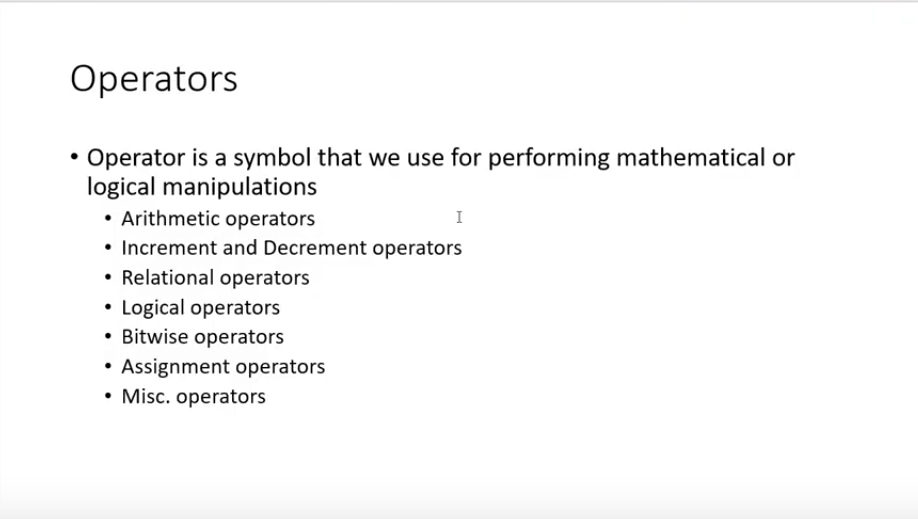 Operators
• Operator is a symbol that we use for performing mathematical or
logical manipulations
• Arithmetic operators
• Increment and Decrement operators
• Relational operators
• Logical operators
• Bitwise operators
• Assignment operators
• Misc. operators